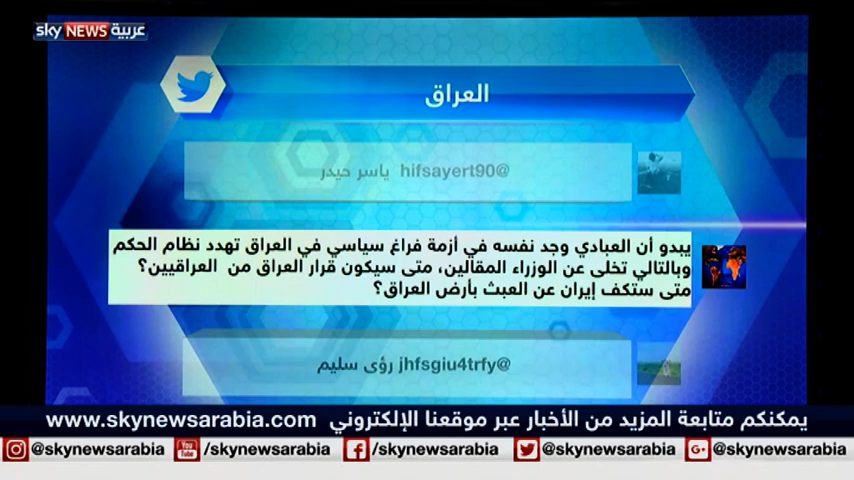 sky NEWS عربية
العراق
@hifsayert90 ياسر حيدر
يبدو أن العبادي وجد نفسه في أزمة فراغ سياسي في العراق تهدد نظام الحكم
وبالتالي تخلى عن الوزراء المقالين، متى سيكون قرار العراق من العراقيين؟
متى ستكف إيران عن العبث بأرض العراق؟
@jhfsgiu4trfy رؤى سليم
يمكنكم متابعة المزيد من الأخبار عبر موقعنا الإلكتروني www.skynewsarabia.com
@skynewsarabia You Tube /skynewsarabia f /skynewsarabia @skynewsarabia G+ @skynewsarabia